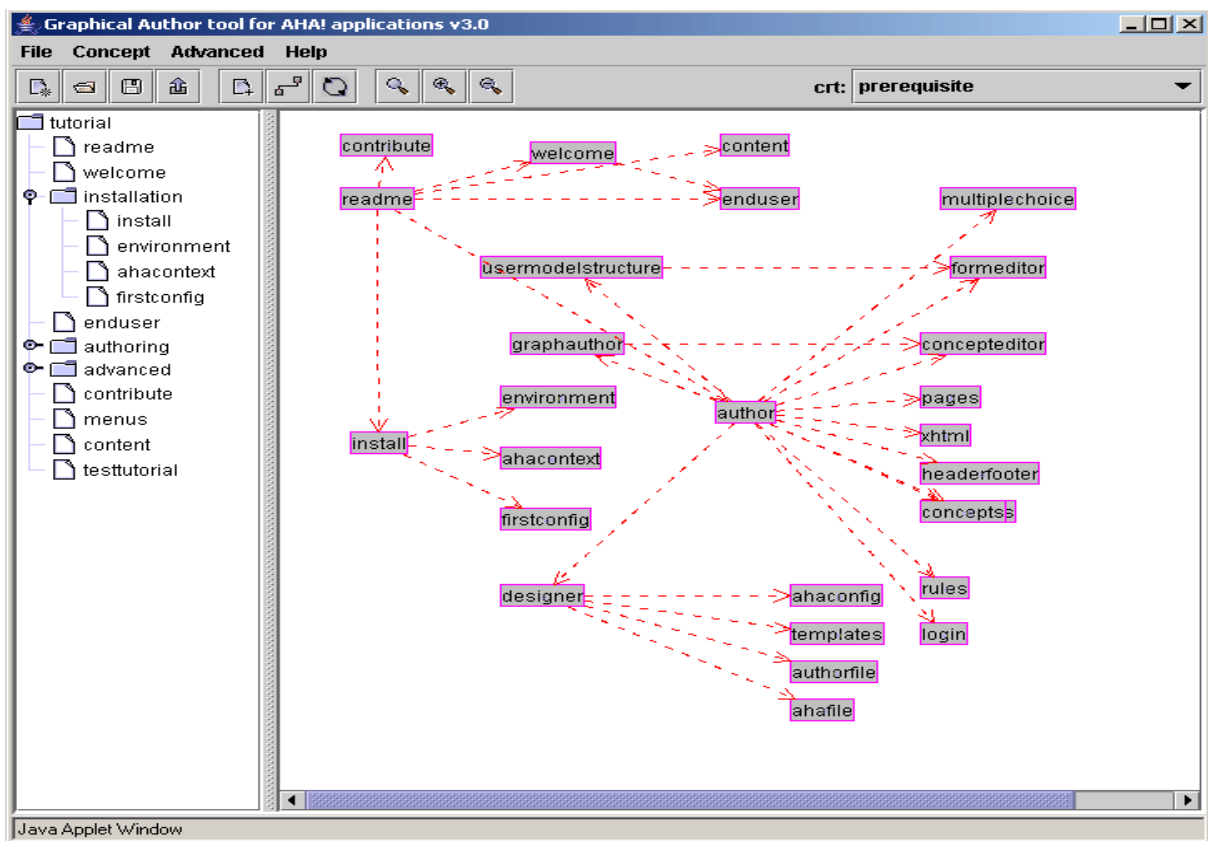 Graphical Author tool for AHA! applications v3.0
File Concept Advanced Help
crt: prerequisite
tutorial
readme
welcome
installation
install
environment
ahacontext
firstconfig
enduser
authoring
advanced
contribute
menus
content
testtutorial
contribute
welcome
content
readme
enduser
multiplechoice
usermodelstructure
formeditor
graphauthor
concepteditor
environment
pages
author
install
xhtml
ahacontext
headerfooter
firstconfig
concepts
designer
ahaconfig
rules
templates
login
authorfile
ahafile
Java Applet Window